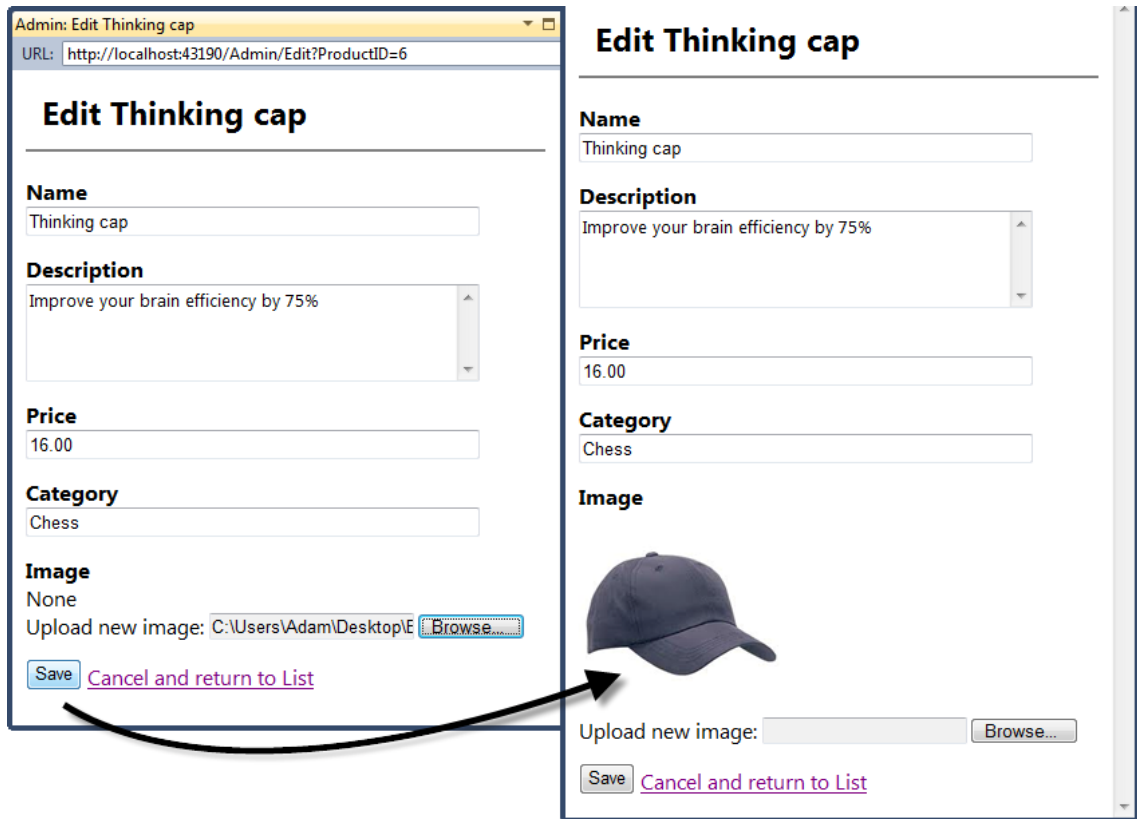 Admin: Edit Thinking cap
URL: http://localhost:43190/Admin/Edit?ProductID=6
Edit Thinking cap
Name
Thinking cap
Description
Improve your brain efficiency by 75%
Price
16.00
Category
Chess
Image
None
Upload new image: C:\Users\Adam\Desktop\E Browse...
Save Cancel and return to List
Edit Thinking cap
Name
Thinking cap
Description
Improve your brain efficiency by 75%
Price
16.00
Category
Chess
Image
Upload new image: Browse...
Save Cancel and return to List